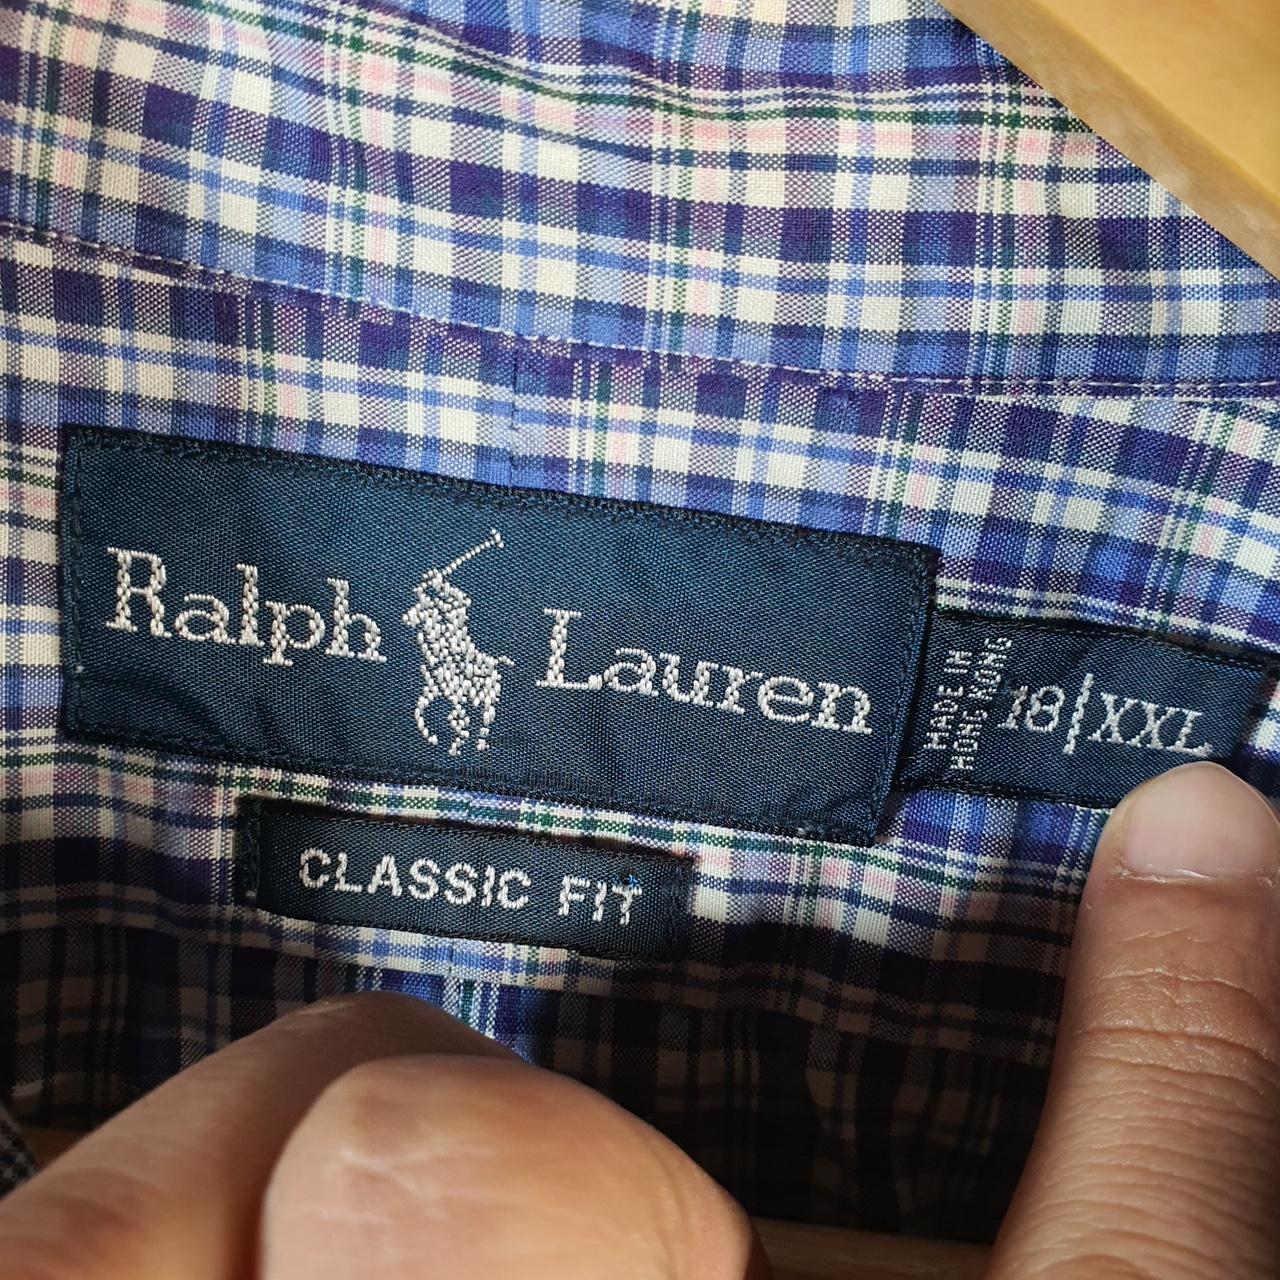 Ralph Lauren
MADE IN
HONG KONG
18|XXL
CLASSIC FIT